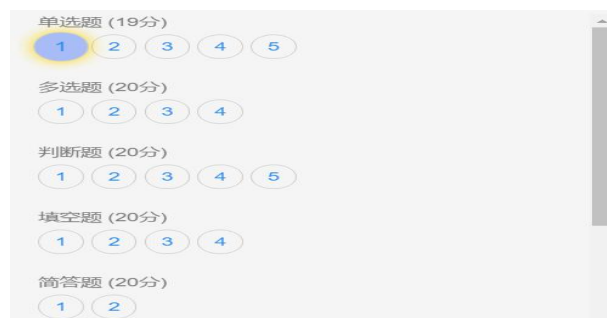 单选题 (19分)
1 2 3 4 5
多选题 (20分)
1 2 3 4
判断题 (20分)
1 2 3 4 5
填空题 (20分)
1 2 3 4
简答题 (20分)
1 2